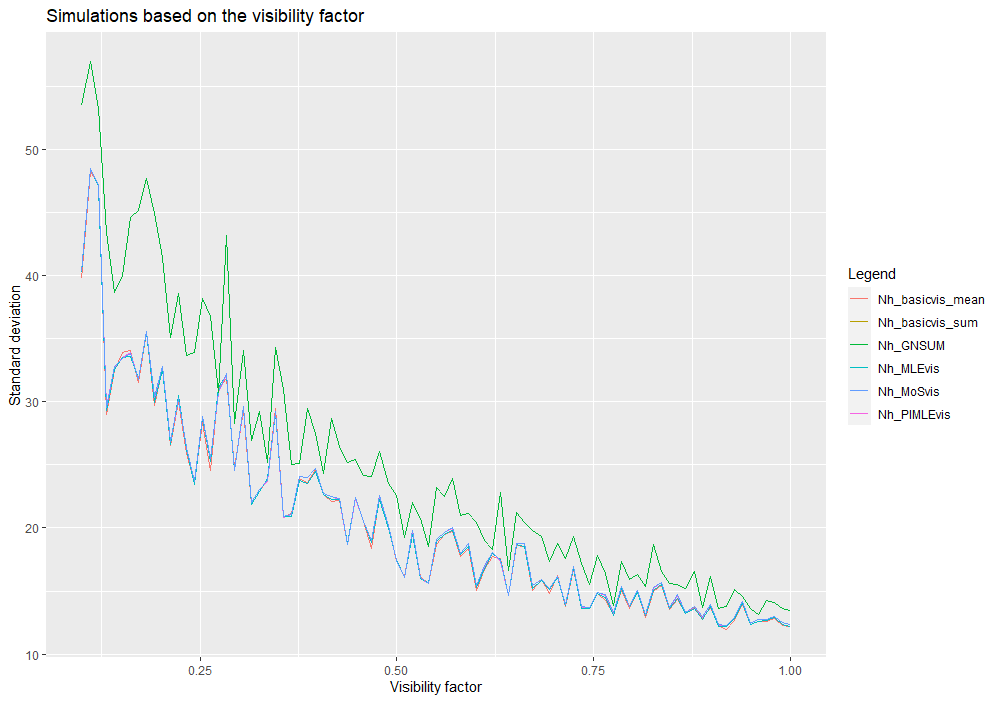 Simulations based on the visibility factor
Standard deviation
50
40
30
20
10
0.25
0.50
0.75
1.00
Visibility factor
Legend
Nh_basicvis_mean
Nh_basicvis_sum
Nh_GNSUM
Nh_MLEvis
Nh_MoSvis
Nh_PIMLEvis